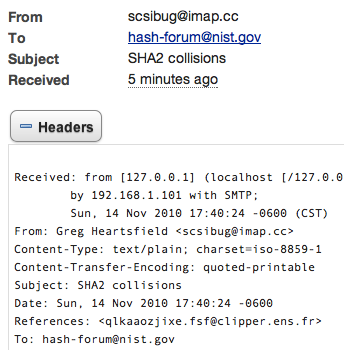 From scsibug@imap.cc
To hash-forum@nist.gov
Subject SHA2 collisions
Received 5 minutes ago
Headers
Received: from [127.0.0.1] (localhost [/127.0.0
by 192.168.1.101 with SMTP;
Sun, 14 Nov 2010 17:40:24 -0600 (CST)
From: Greg Heartsfield <scsibug@imap.cc>
Content-Type: text/plain; charset=iso-8859-1
Content-Transfer-Encoding: quoted-printable
Subject: SHA2 collisions
Date: Sun, 14 Nov 2010 17:40:24 -0600
References: <qlkaaozjixe.fsf@clipper.ens.fr>
To: hash-forum@nist.gov